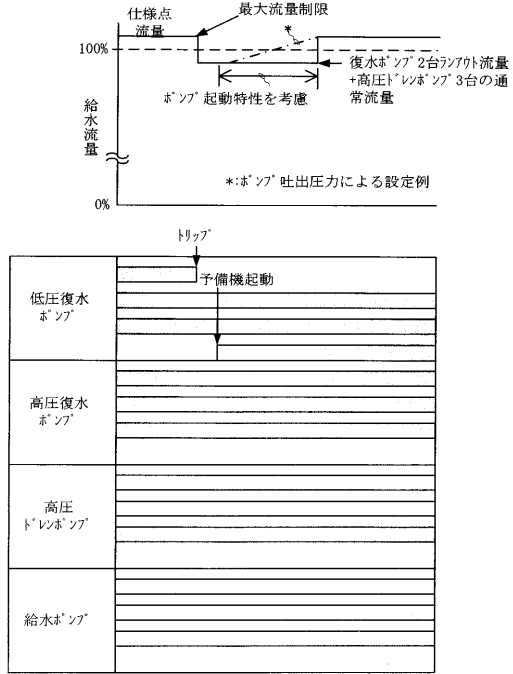 仕様点
流量
最大流量制限
*
100%
復水ﾎﾟﾝﾌﾟ2台ﾗﾝｱｳﾄ流量
+高圧ﾄﾞﾚﾝﾎﾟﾝﾌﾟ3台の通
常流量
ﾎﾟﾝﾌﾟ起動特性を考慮
給水流量
*:ﾎﾟﾝﾌﾟ吐出圧力による設定例
0%
ﾄﾘｯﾌﾟ
予備機起動
低圧復水
ﾎﾟﾝﾌﾟ
高圧復水
ﾎﾟﾝﾌﾟ
高圧
ﾄﾞﾚﾝﾎﾟﾝﾌﾟ
給水ﾎﾟﾝﾌﾟ